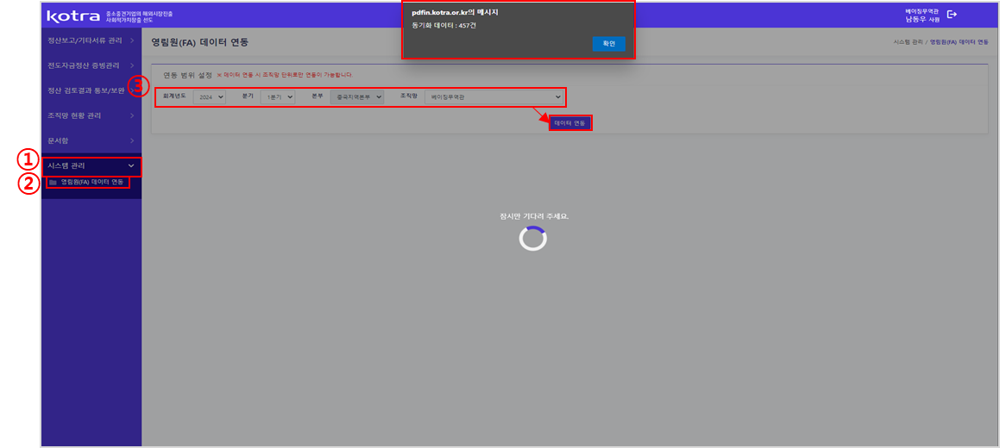 kotra 중소중견기업의 해외시장진출
사회적가치창출 선도
pdfin.kotra.or.kr의 메시지
동기화 데이터 : 457건
확인
베이징무역관
남동우 사원
정산보고/기타서류 관리
전도자금정산 증빙관리
정산 검토결과 통보/보완
조직망 현황 관리
문서함
① 시스템 관리
② 영림원(FA) 데이터 연동
영림원(FA) 데이터 연동
시스템 관리 / 영림원(FA) 데이터 연동
연동 범위 설정 ※ 데이터 연동 시 조직망 단위로만 연동이 가능합니다.
③
회계년도 2024 분기 1분기 본부 중국지역본부 조직망 베이징무역관
데이터 연동
잠시만 기다려 주세요.